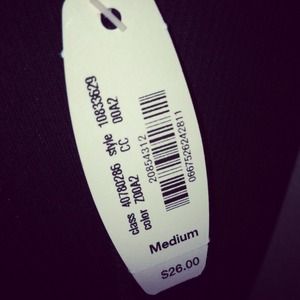 class 40780286 style 10833629
color Z00A2 CC 00A2
20854312
0667526242811
Medium
$26.00